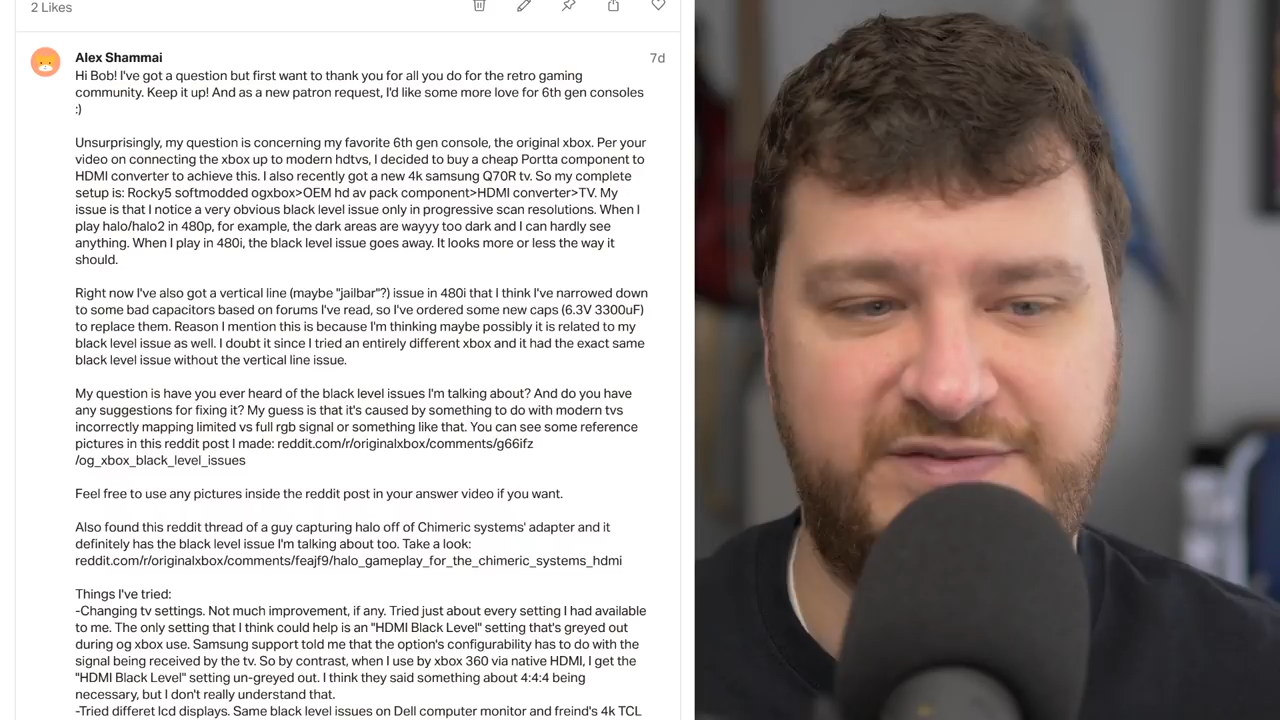 2 Likes
Alex Shammai
7d
Hi Bob! I've got a question but first want to thank you for all you do for the retro gaming
community. Keep it up! And as a new patron request, I'd like some more love for 6th gen consoles
:)
Unsurprisingly, my question is concerning my favorite 6th gen console, the original xbox. Per your
video on connecting the xbox up to modern hdtvs, I decided to buy a cheap Portta component to
HDMI converter to achieve this. I also recently got a new 4k samsung Q70R tv. So my complete
setup is: Rocky5 softmodded ogxbox>OEM hd av pack component>HDMI converter>TV. My
issue is that I notice a very obvious black level issue only in progressive scan resolutions. When I
play halo/halo2 in 480p, for example, the dark areas are wayyy too dark and I can hardly see
anything. When I play in 480i, the black level issue goes away. It looks more or less the way it
should.
Right now I've also got a vertical line (maybe "jailbar"?) issue in 480i that I think I've narrowed down
to some bad capacitors based on forums I've read, so I've ordered some new caps (6.3V 3300uF)
to replace them. Reason I mention this is because I'm thinking maybe possibly it is related to my
black level issue as well. I doubt it since I tried an entirely different xbox and it had the exact same
black level issue without the vertical line issue.
My question is have you ever heard of the black level issues I'm talking about? And do you have
any suggestions for fixing it? My guess is that it's caused by something to do with modern tvs
incorrectly mapping limited vs full rgb signal or something like that. You can see some reference
pictures in this reddit post I made: reddit.com/r/originalxbox/comments/g66ifz
/og_xbox_black_level_issues
Feel free to use any pictures inside the reddit post in your answer video if you want.
Also found this reddit thread of a guy capturing halo off of Chimeric systems' adapter and it
definitely has the black level issue I'm talking about too. Take a look:
reddit.com/r/originalxbox/comments/feajf9/halo_gameplay_for_the_chimeric_systems_hdmi
Things I've tried:
-Changing tv settings. Not much improvement, if any. Tried just about every setting I had available
to me. The only setting that I think could help is an "HDMI Black Level" setting that's greyed out
during og xbox use. Samsung support told me that the option's configurability has to do with the
signal being received by the tv. So by contrast, when I use by xbox 360 via native HDMI, I get the
"HDMI Black Level" setting un-greyed out. I think they said something about 4:4:4 being
necessary, but I don't really understand that.
-Tried differet lcd displays. Same black level issues on Dell computer monitor and freind's 4k TCL